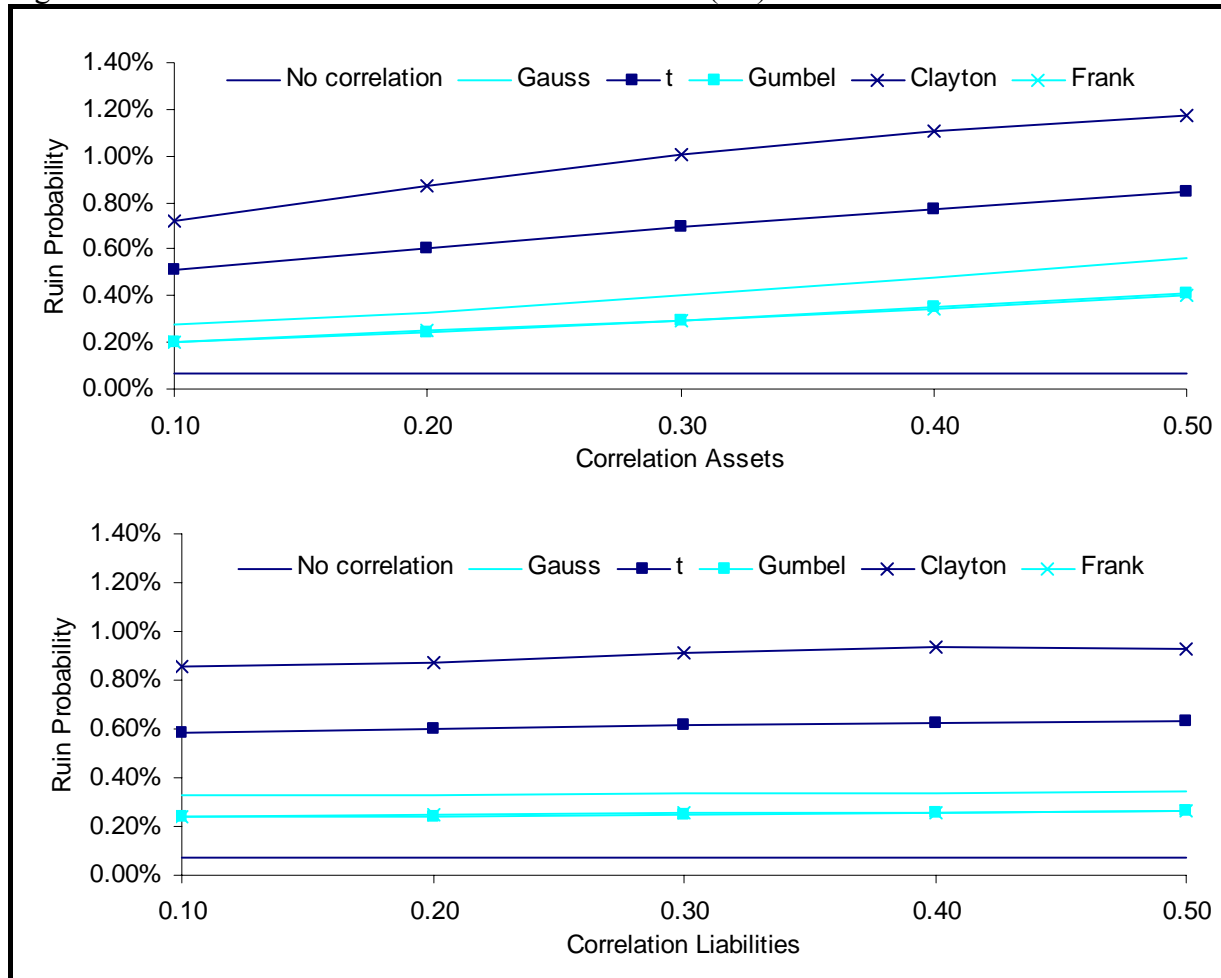 1.40%
No correlation Gauss t Gumbel Clayton Frank
1.20%
1.00%
0.80%
0.60%
0.40%
0.20%
0.00%
Ruin Probability
0.10 0.20 0.30 0.40 0.50
Correlation Assets
1.40%
No correlation Gauss t Gumbel Clayton Frank
1.20%
1.00%
0.80%
0.60%
0.40%
0.20%
0.00%
Ruin Probability
0.10 0.20 0.30 0.40 0.50
Correlation Liabilities